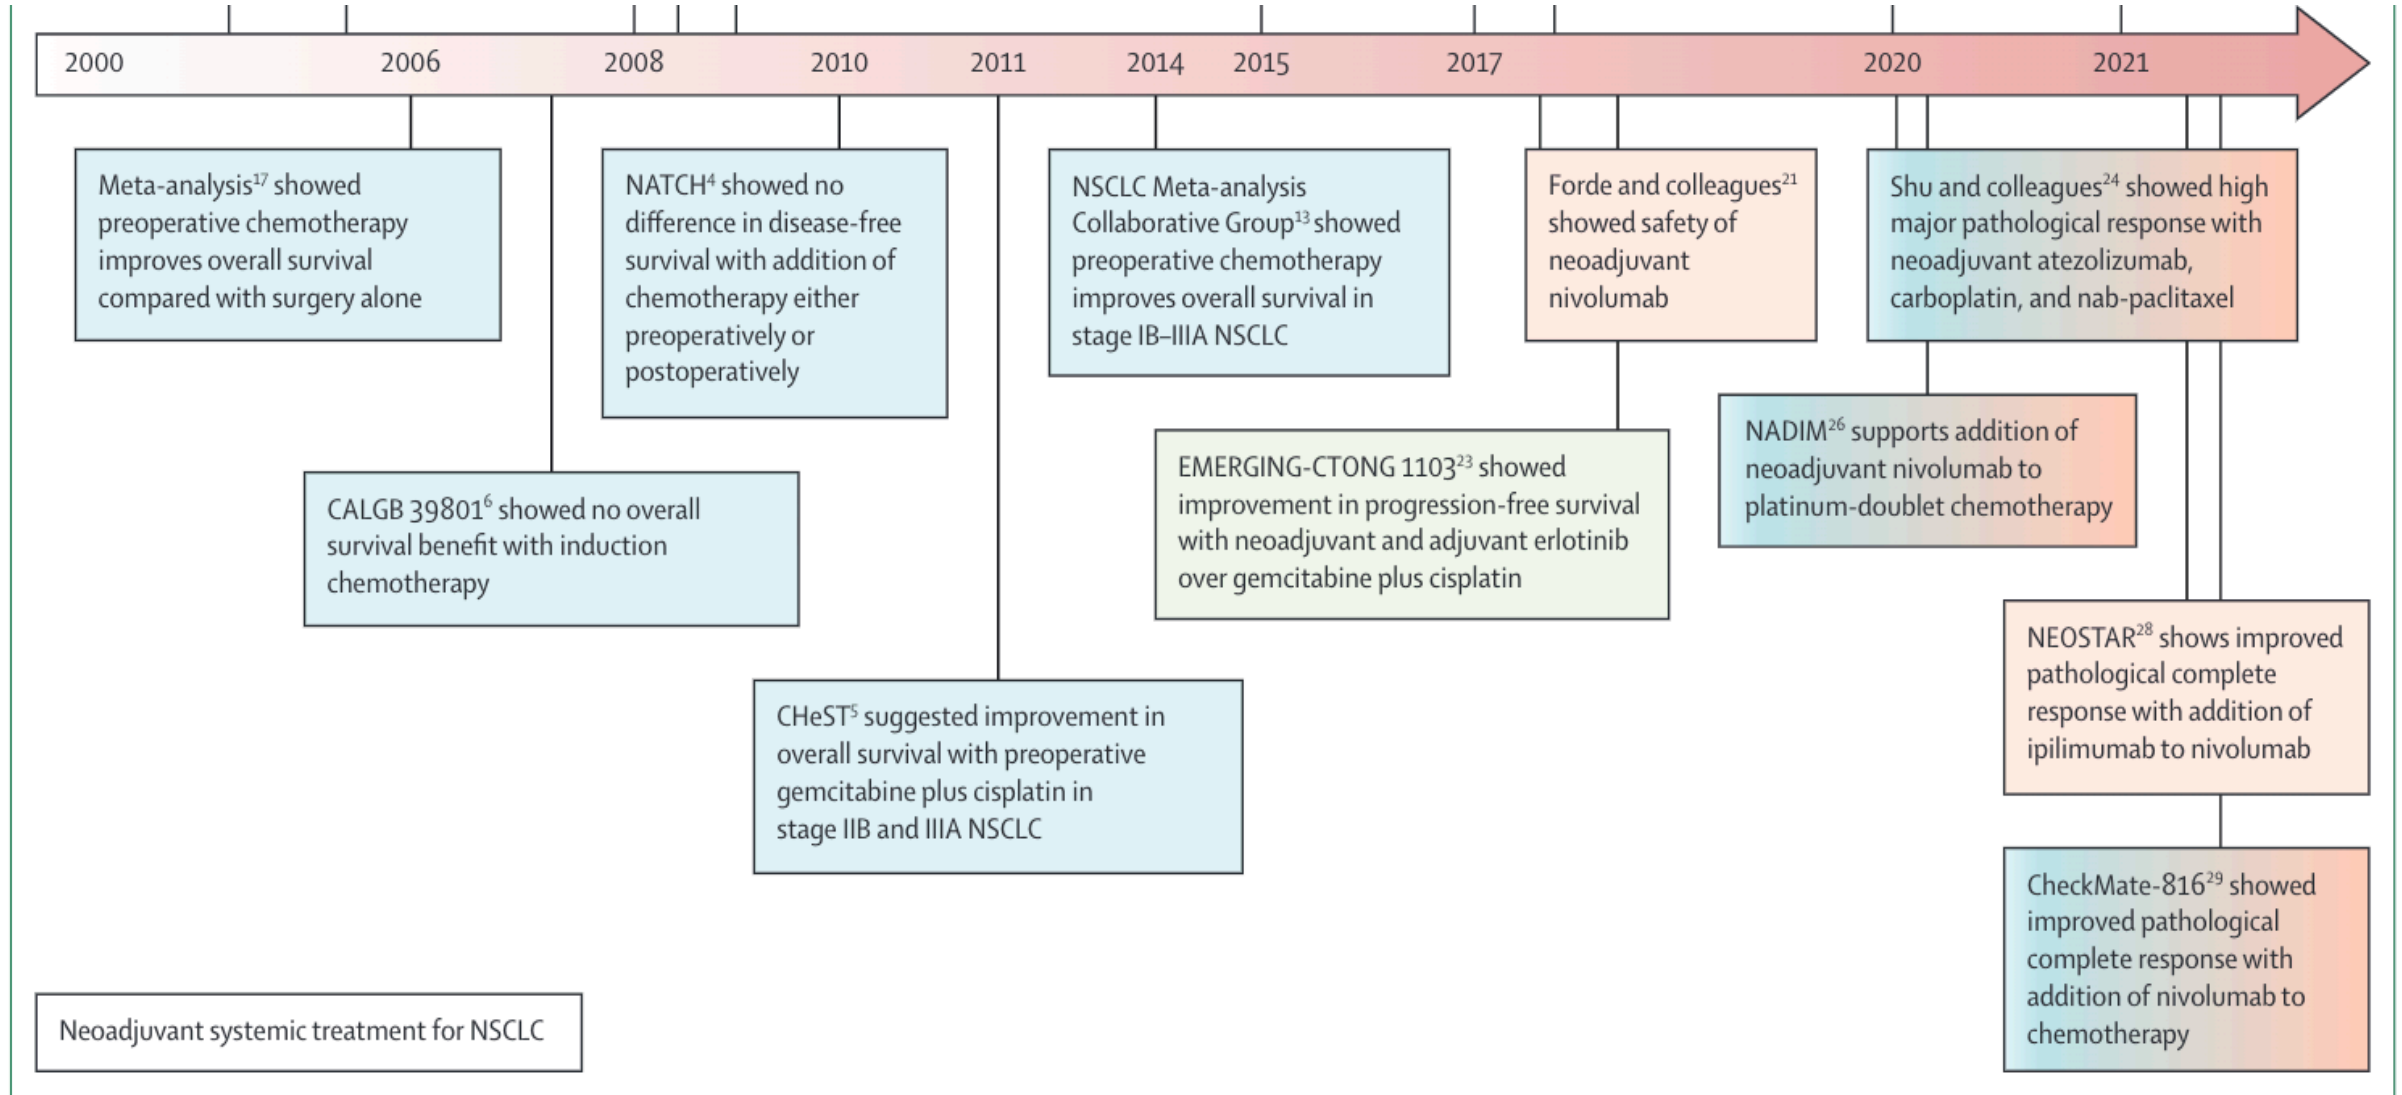 2000 2006 2008 2010 2011 2014 2015 2017 2020 2021
Meta-analysis¹⁷ showed
preoperative chemotherapy
improves overall survival
compared with surgery alone
NATCH⁴ showed no
difference in disease-free
survival with addition of
chemotherapy either
preoperatively or
postoperatively
NSCLC Meta-analysis
Collaborative Group¹³ showed
preoperative chemotherapy
improves overall survival in
stage IB–IIIA NSCLC
Forde and colleagues²¹
showed safety of
neoadjuvant
nivolumab
Shu and colleagues²⁴ showed high
major pathological response with
neoadjuvant atezolizumab,
carboplatin, and nab-paclitaxel
CALGB 39801⁶ showed no overall
survival benefit with induction
chemotherapy
EMERGING-CTONG 1103²³ showed
improvement in progression-free survival
with neoadjuvant and adjuvant erlotinib
over gemcitabine plus cisplatin
NADIM²⁶ supports addition of
neoadjuvant nivolumab to
platinum-doublet chemotherapy
CHeST⁵ suggested improvement in
overall survival with preoperative
gemcitabine plus cisplatin in
stage IIB and IIIA NSCLC
NEOSTAR²⁸ shows improved
pathological complete
response with addition of
ipilimumab to nivolumab
CheckMate-816²⁹ showed
improved pathological
complete response with
addition of nivolumab to
chemotherapy
Neoadjuvant systemic treatment for NSCLC